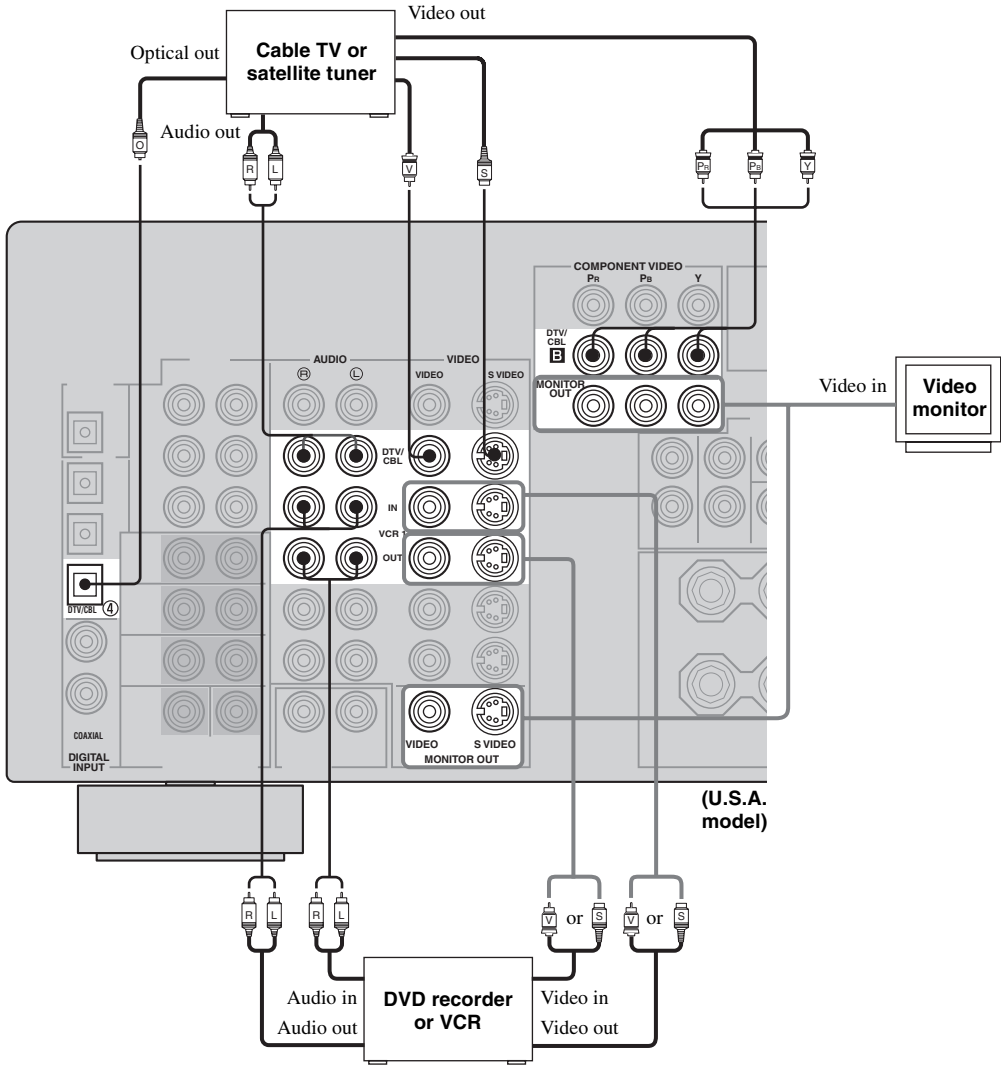 Video out
Optical out
Cable TV or
satellite tuner
Audio out
O
R
L
V
S
PR
PB
Y
COMPONENT VIDEO
PR
PB
Y
DTV/
CBL
B
MONITOR
OUT
Video in
Video
monitor
AUDIO
VIDEO
R
L
VIDEO
S VIDEO
DTV/
CBL
IN
VCR 1
OUT
DTV/CBL
④
COAXIAL
DIGITAL
INPUT
VIDEO
S VIDEO
MONITOR OUT
(U.S.A.
model)
R
L
R
L
V
or
S
V
or
S
Audio in
Audio out
DVD recorder
or VCR
Video in
Video out